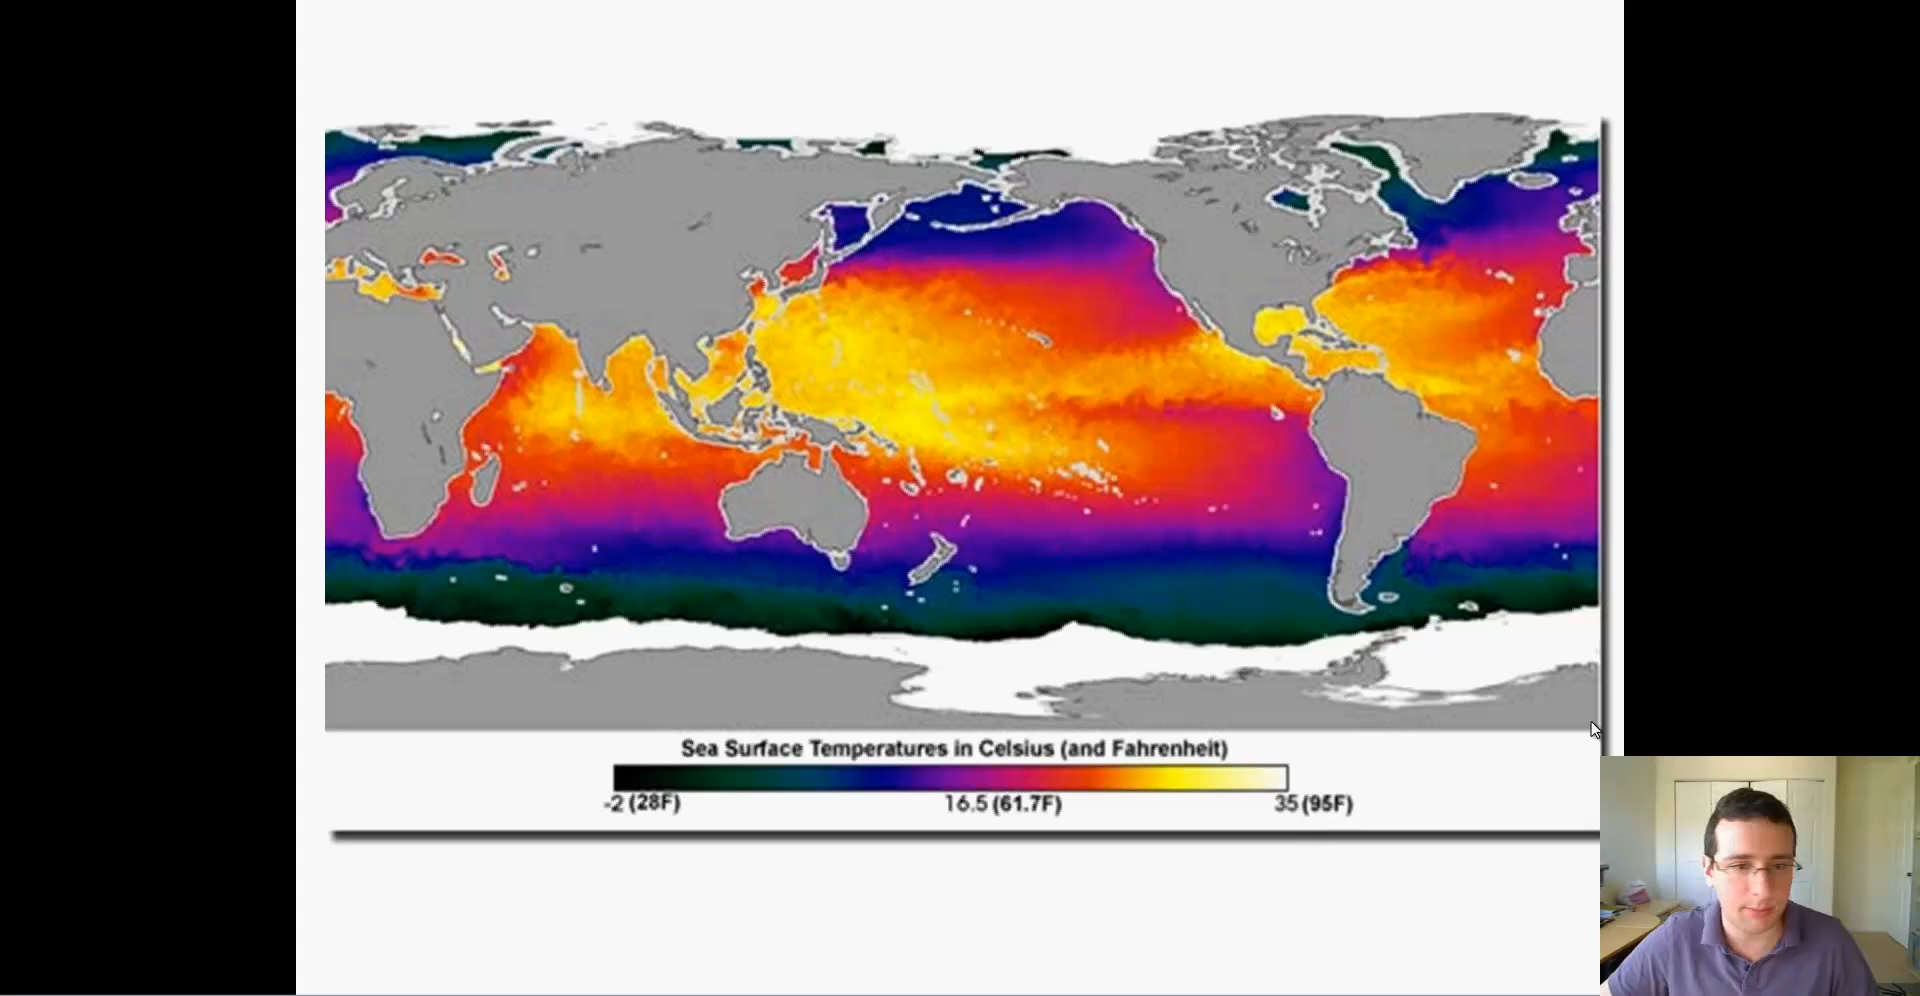 Sea Surface Temperatures in Celsius (and Fahrenheit)
-2 (28F) 16.5 (61.7F) 35 (95F)